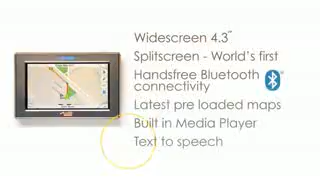 Widescreen 4.3"
Splitscreen - World's first
Handsfree Bluetooth
connectivity
Latest pre loaded maps
Built in Media Player
Text to speech